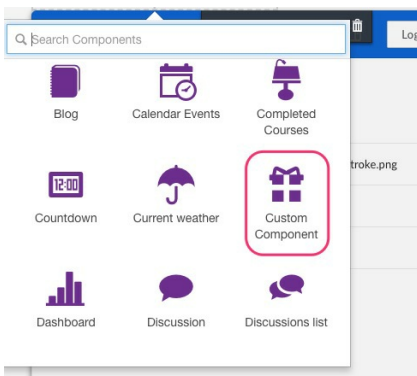 Search Components
Log
Blog
Calendar Events
Completed
Courses
troke.png
12:00
Countdown
Current weather
Custom
Component
Dashboard
Discussion
Discussions list